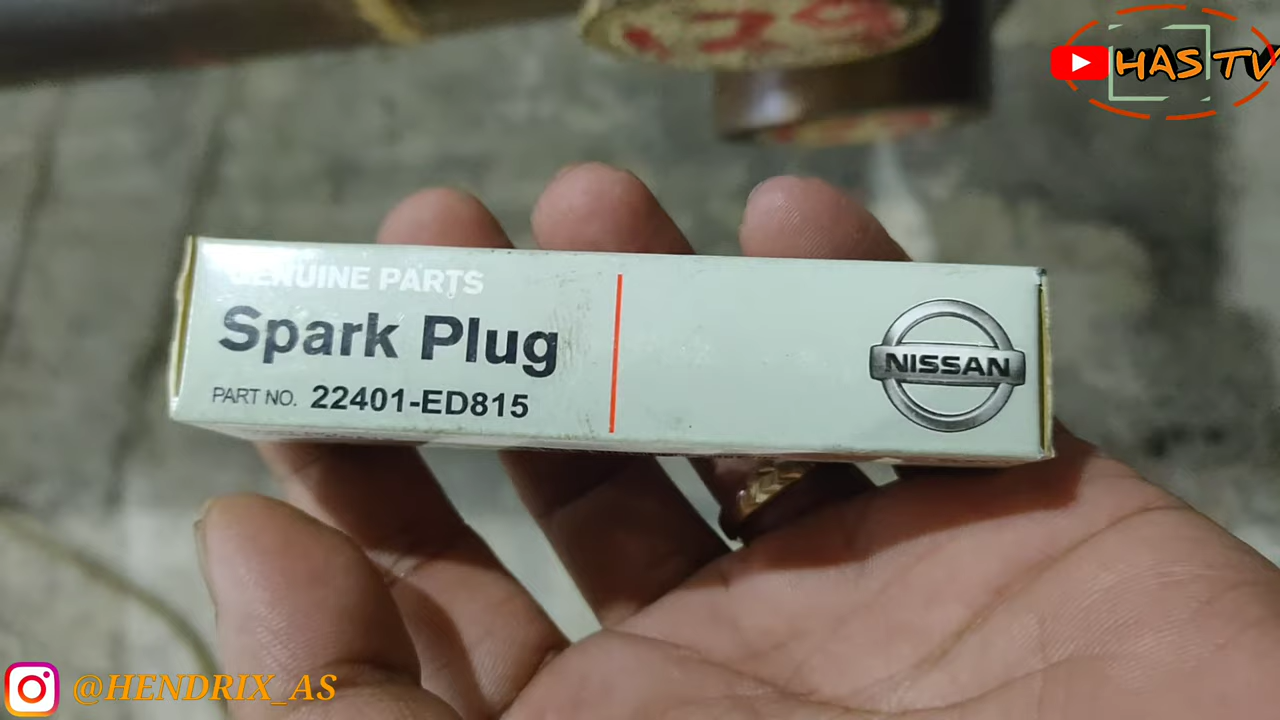 HAS TV
GENUINE PARTS
Spark Plug
PART NO. 22401-ED815
NISSAN
@HENDRIX_AS